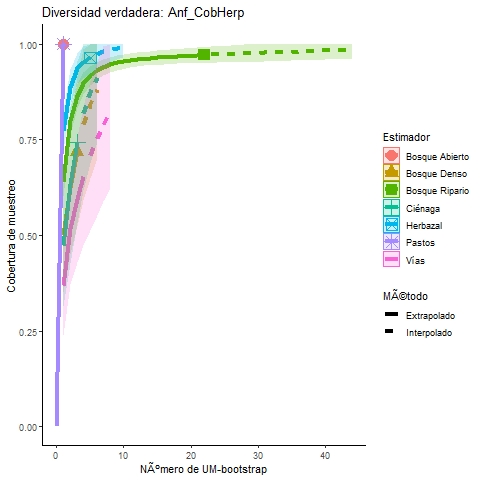 Diversidad verdadera: Anf_CobHerp
Cobertura de muestreo
1.00
0.75
0.50
0.25
0.00
0
10
20
30
40
NÃºmero de UM-bootstrap
Estimador
Bosque Abierto
Bosque Denso
Bosque Ripario
Ciénaga
Herbazal
Pastos
Vías
MÃ©todo
Extrapolado
Interpolado